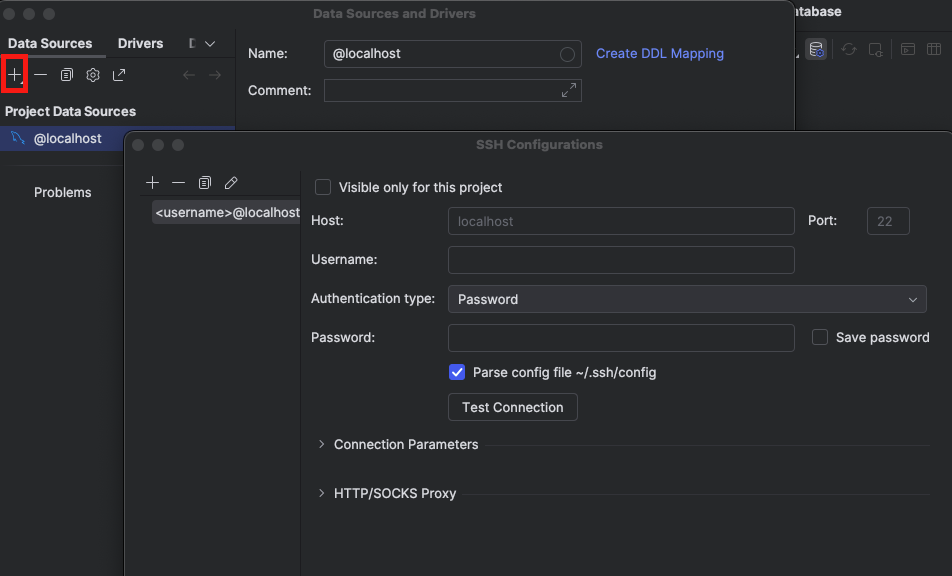 Data Sources and Drivers
atabase
Data Sources Drivers D
Name: @localhost Create DDL Mapping
Comment:
Project Data Sources
@localhost
SSH Configurations
Problems
Visible only for this project
<username>@localhost
Host: localhost Port: 22
Username:
Authentication type: Password
Password: Save password
Parse config file ~/.ssh/config
Test Connection
Connection Parameters
HTTP/SOCKS Proxy